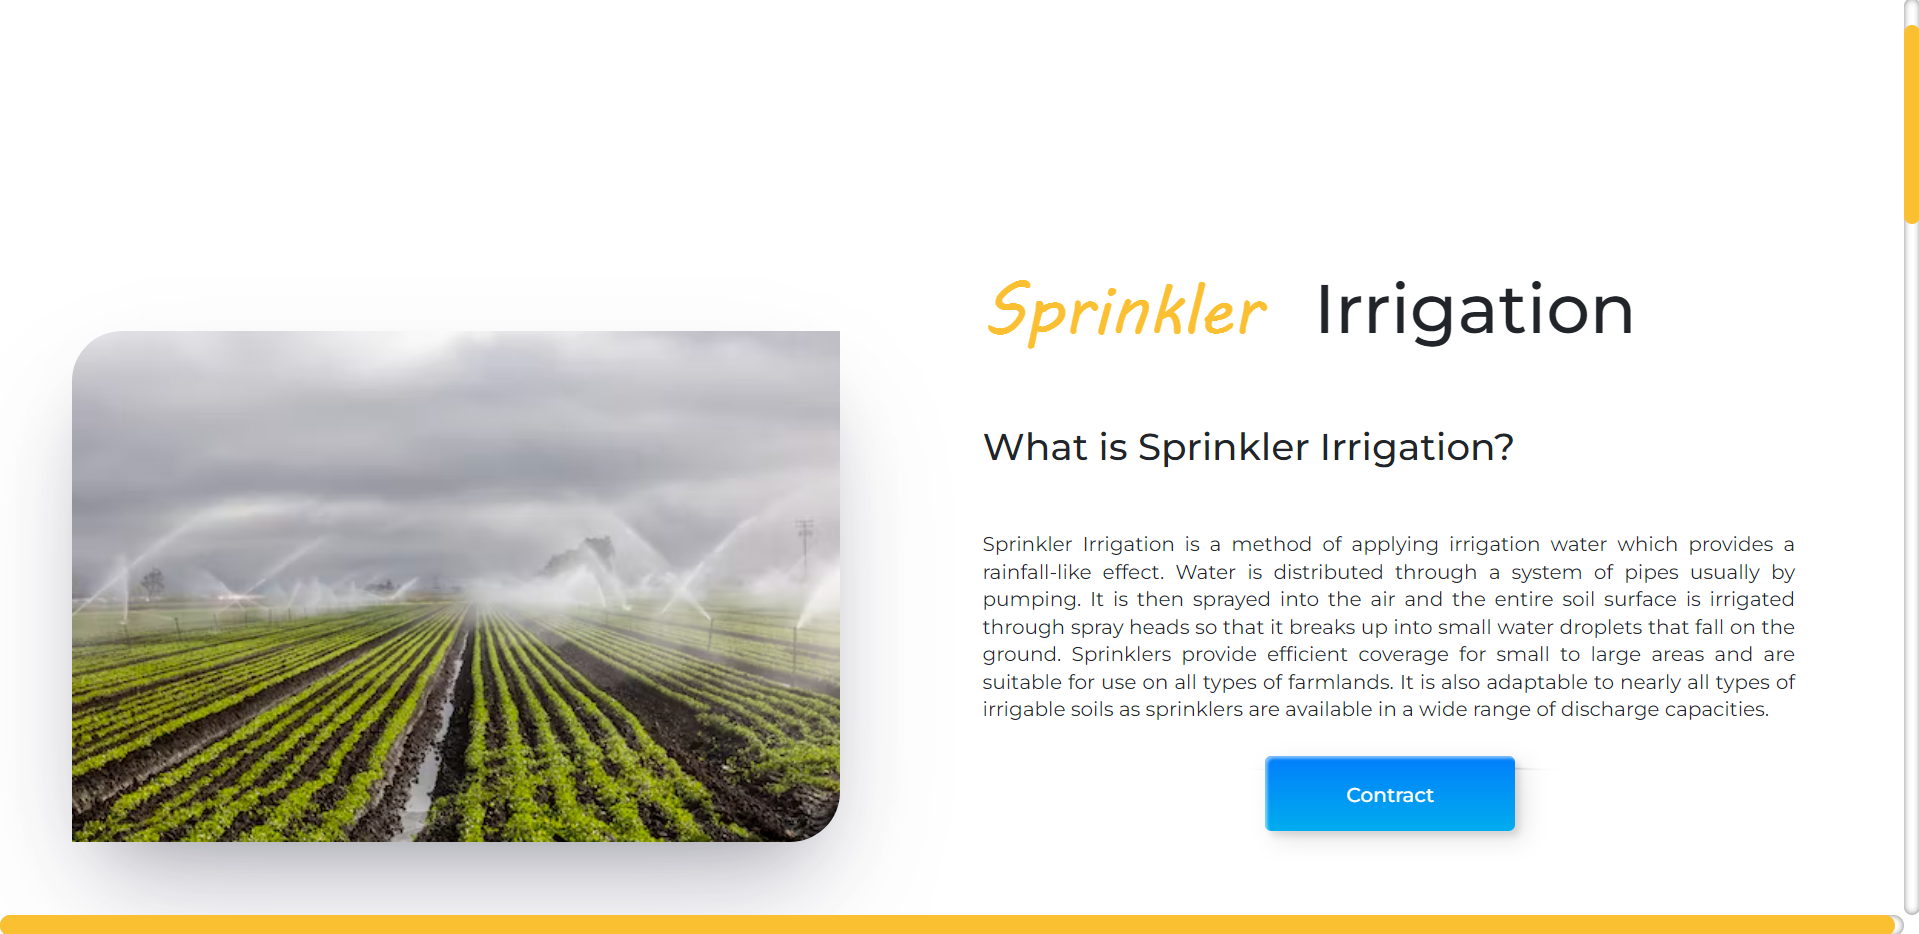 Sprinkler Irrigation
What is Sprinkler Irrigation?
Sprinkler Irrigation is a method of applying irrigation water which provides a
rainfall-like effect. Water is distributed through a system of pipes usually by
pumping. It is then sprayed into the air and the entire soil surface is irrigated
through spray heads so that it breaks up into small water droplets that fall on the
ground. Sprinklers provide efficient coverage for small to large areas and are
suitable for use on all types of farmlands. It is also adaptable to nearly all types of
irrigable soils as sprinklers are available in a wide range of discharge capacities.
Contract